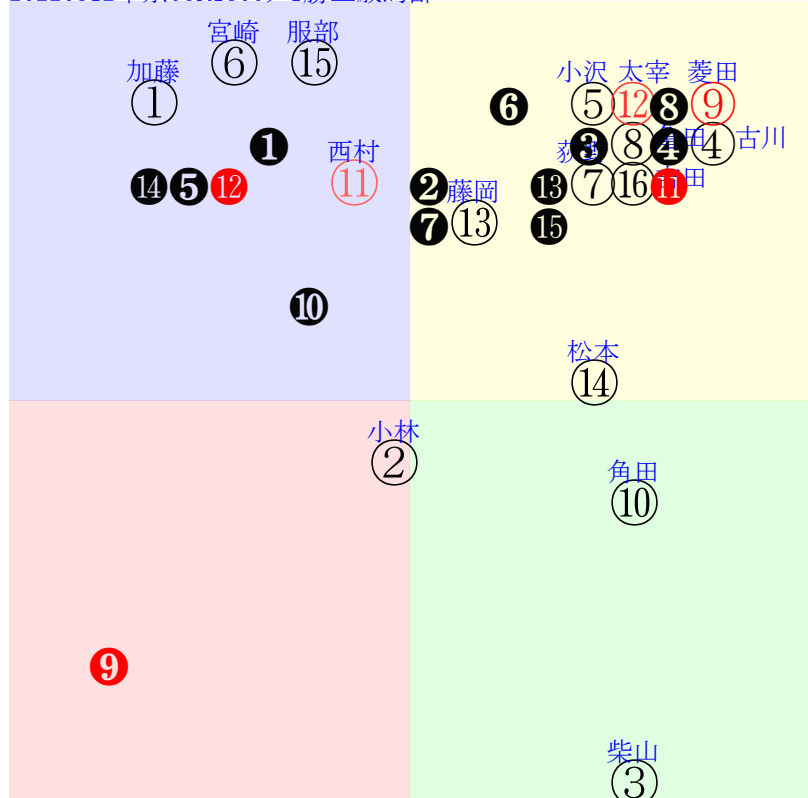 宮崎 服部
⑥ ⑮
加藤 小沢 太宰 菱田
① ❻ ⑤ ⑫ ❽ ⑨
❶ 西村 ❸ ⑧ ❹ ④ 古川
⑭ ❺ ⑫ ⑪ ❷ 藤岡 ⑬ ⑦ ⑯ ⑪
❼ ⑬ ⑮
❿
松本
⑭
小林
②
角田
⑩
❾
柴山
③